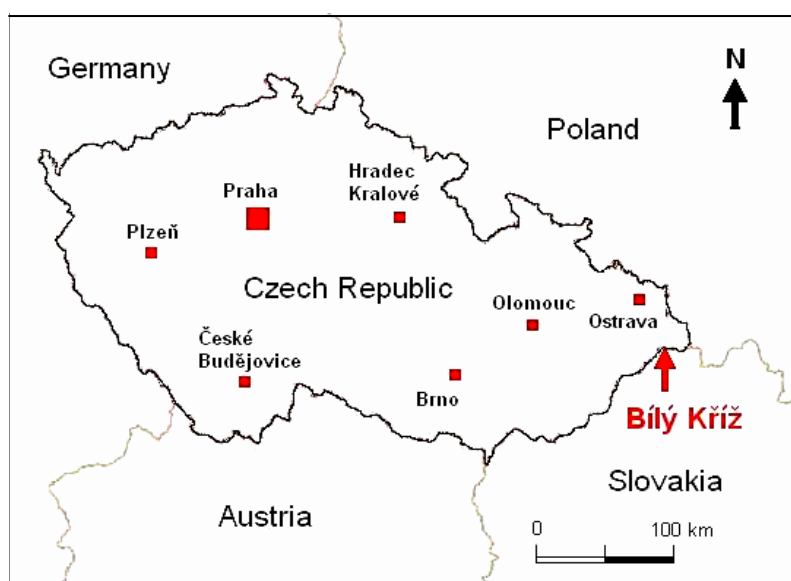 Germany
N
Poland
Hradec
Kralové
Praha
Plzeň
Czech Republic
Olomouc
Ostrava
České
Budějovice
Brno
Bílý Kříž
Slovakia
Austria
0
100 km